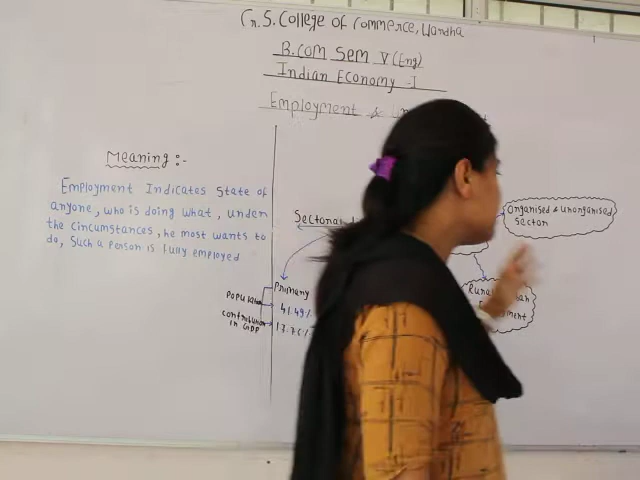 G.S. College of Commerce, Wardha
B.Com Sem V (Eng)
Indian Economy - I
Employment &
Meaning :-
Employment Indicates State of
anyone, who is doing what, under
the circumstances, he most wants to
do, Such a Person is fully employed
Sectoral
Organised & Unorganised
Sector
Primary
Population
41.49%
contribution
in GDP